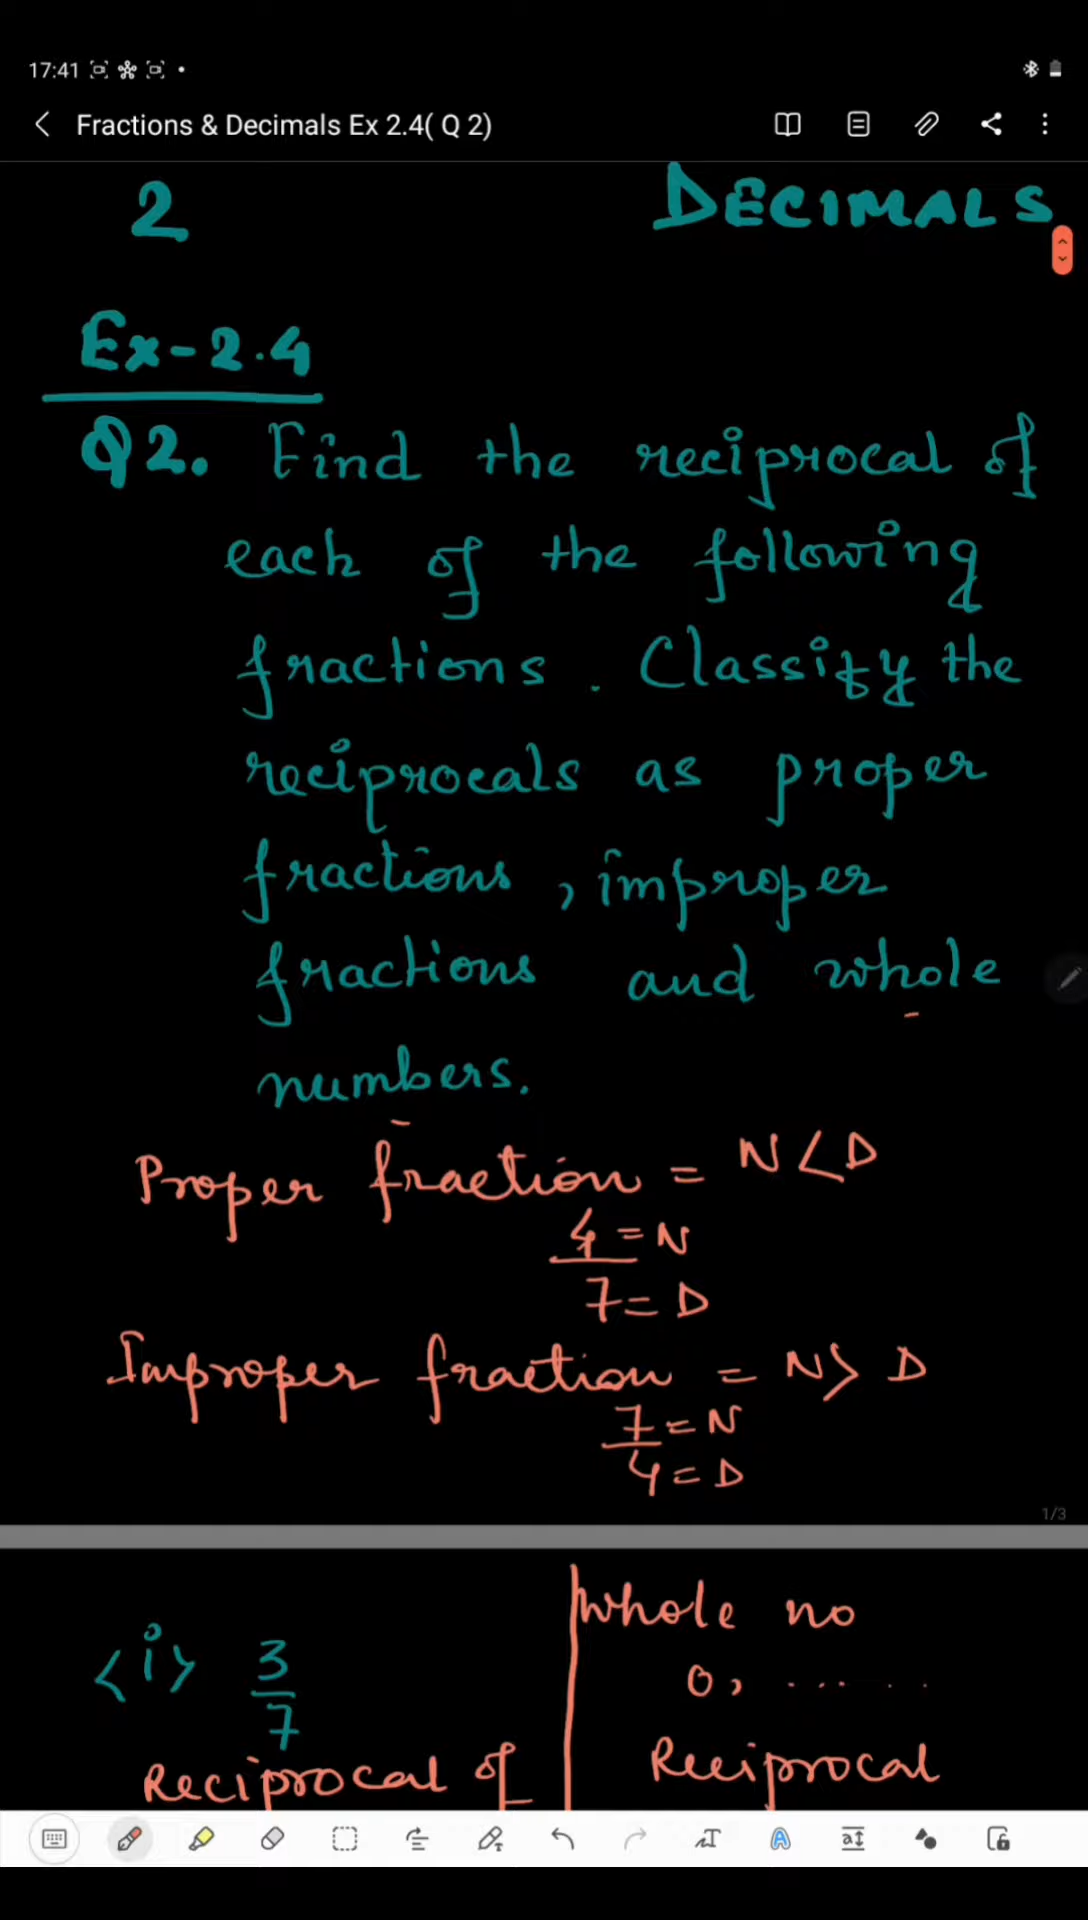 17:41
Fractions & Decimals Ex 2.4( Q 2)
2 DECIMALS
Ex-2.4
Q2. Find the reciprocal of
each of the following
fractions. Classify the
reciprocals as proper
fractions, improper
fractions and whole
numbers.
Proper fraction = N<D
4 = N
7 = D
Improper fraction = N> D
7 = N
4 = D
1/3
<i> 3/7
Reciprocal of
Whole no
0, ......
Reciprocal